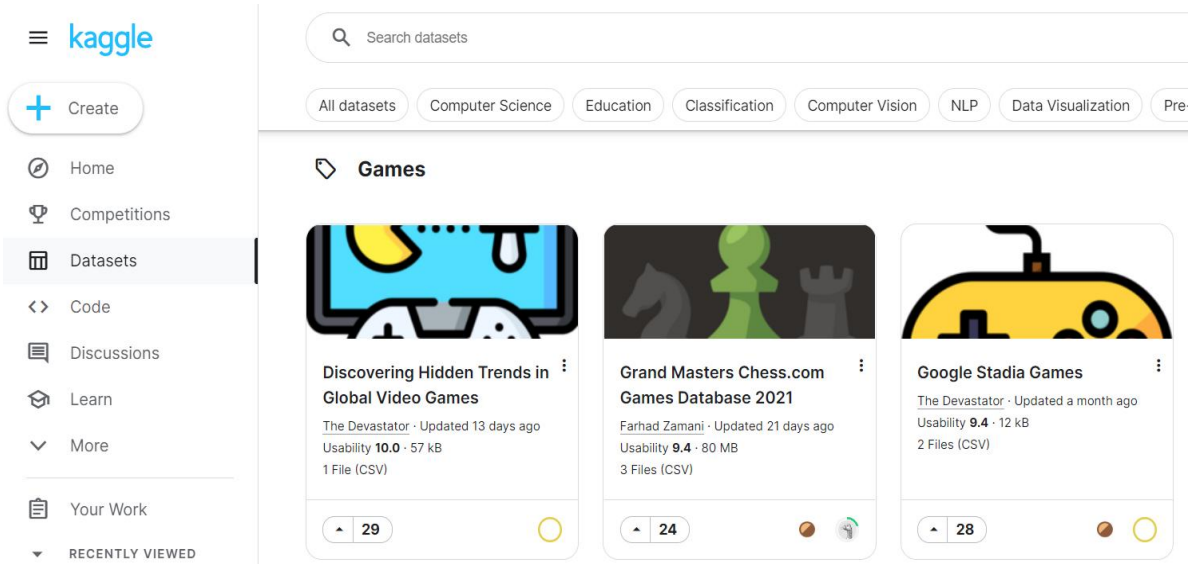 kaggle
Search datasets
Create
All datasets
Computer Science
Education
Classification
Computer Vision
NLP
Data Visualization
Pre-
Home
Competitions
Datasets
Code
Discussions
Learn
More
Your Work
RECENTLY VIEWED
Games
Discovering Hidden Trends in
Global Video Games
The Devastator · Updated 13 days ago
Usability 10.0 · 57 kB
1 File (CSV)
29
Grand Masters Chess.com
Games Database 2021
Farhad Zamani · Updated 21 days ago
Usability 9.4 · 80 MB
3 Files (CSV)
24
Google Stadia Games
The Devastator · Updated a month ago
Usability 9.4 · 12 kB
2 Files (CSV)
28